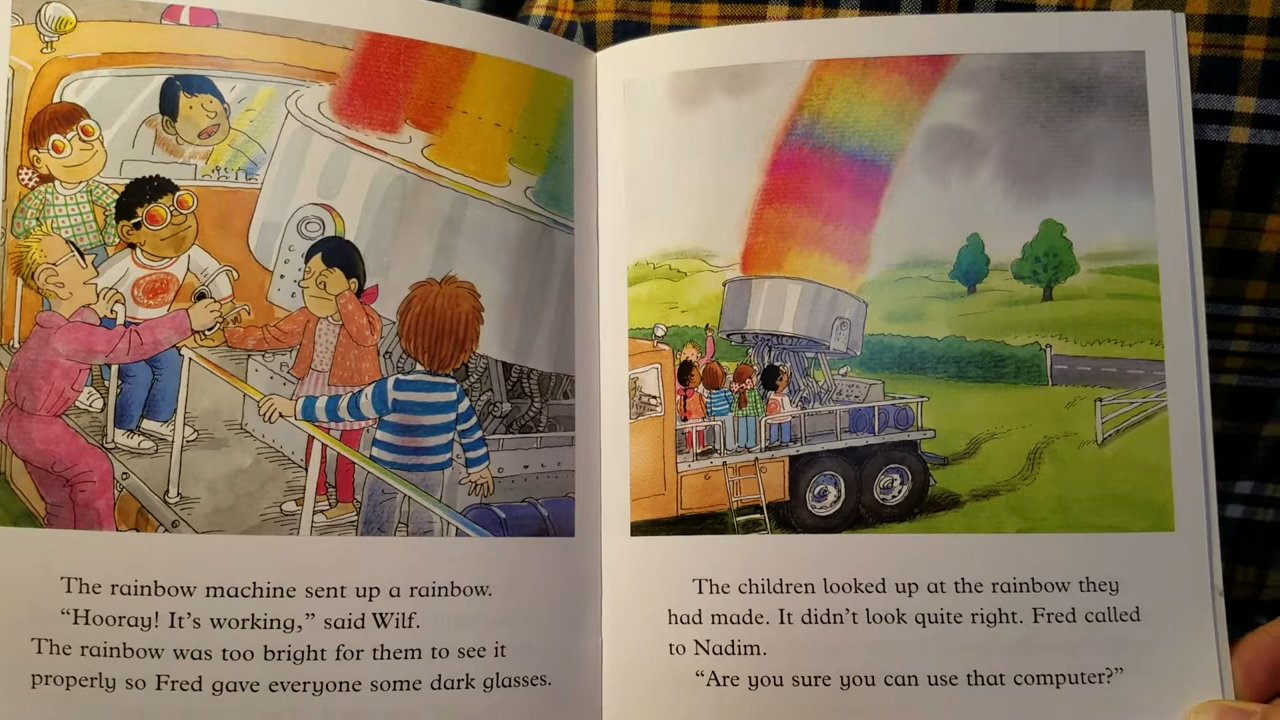 The rainbow machine sent up a rainbow.
“Hooray! It’s working,” said Wilf.
The rainbow was too bright for them to see it
properly so Fred gave everyone some dark glasses.
The children looked up at the rainbow they
had made. It didn’t look quite right. Fred called
to Nadim.
“Are you sure you can use that computer?”